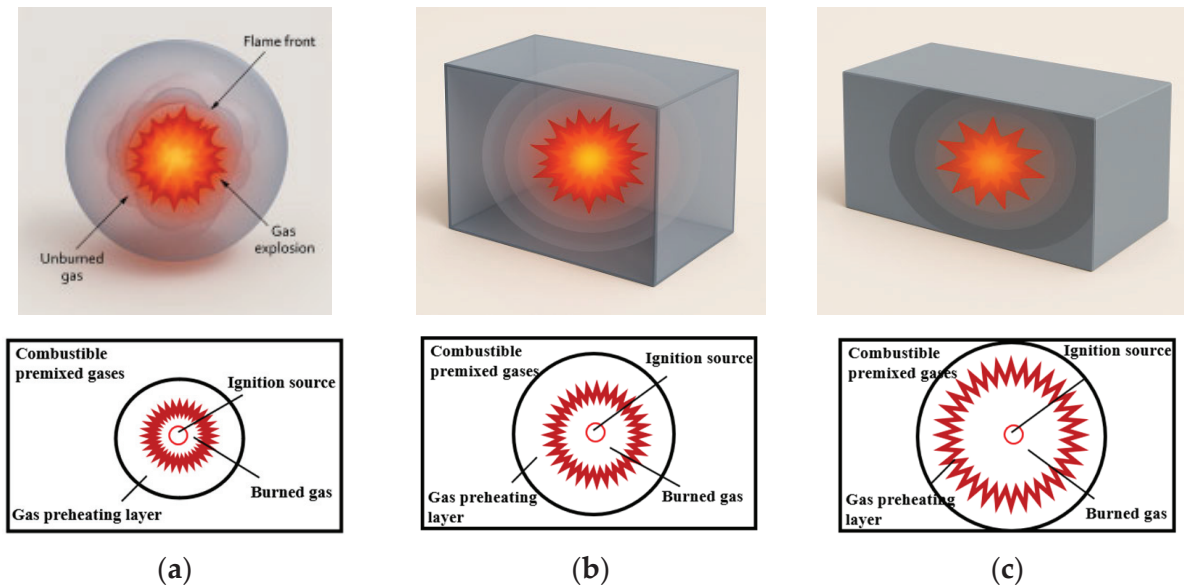 Flame front
Unburned
gas
Gas
explosion
Combustible
premixed gases
Ignition source
Burned gas
Gas preheating layer
Combustible
premixed gases
Ignition source
Gas preheating
layer
Burned gas
Combustible
premixed gases
Ignition source
Gas preheating
layer
Burned gas
(a)
(b)
(c)